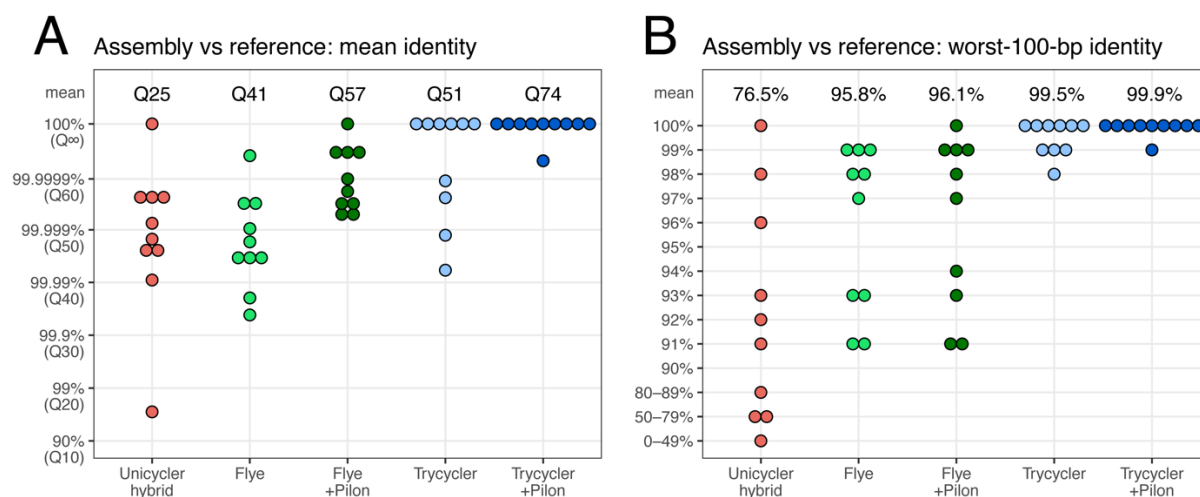 A Assembly vs reference: mean identity
mean Q25 Q41 Q57 Q51 Q74
100%
(Q∞)
99.9999%
(Q60)
99.999%
(Q50)
99.99%
(Q40)
99.9%
(Q30)
99%
(Q20)
90%
(Q10)
Unicycler
hybrid
Flye
Flye
+Pilon
Trycycler
Trycycler
+Pilon
B Assembly vs reference: worst-100-bp identity
mean 76.5% 95.8% 96.1% 99.5% 99.9%
100%
99%
98%
97%
96%
95%
94%
93%
92%
91%
90%
80–89%
50–79%
0–49%
Unicycler
hybrid
Flye
Flye
+Pilon
Trycycler
Trycycler
+Pilon